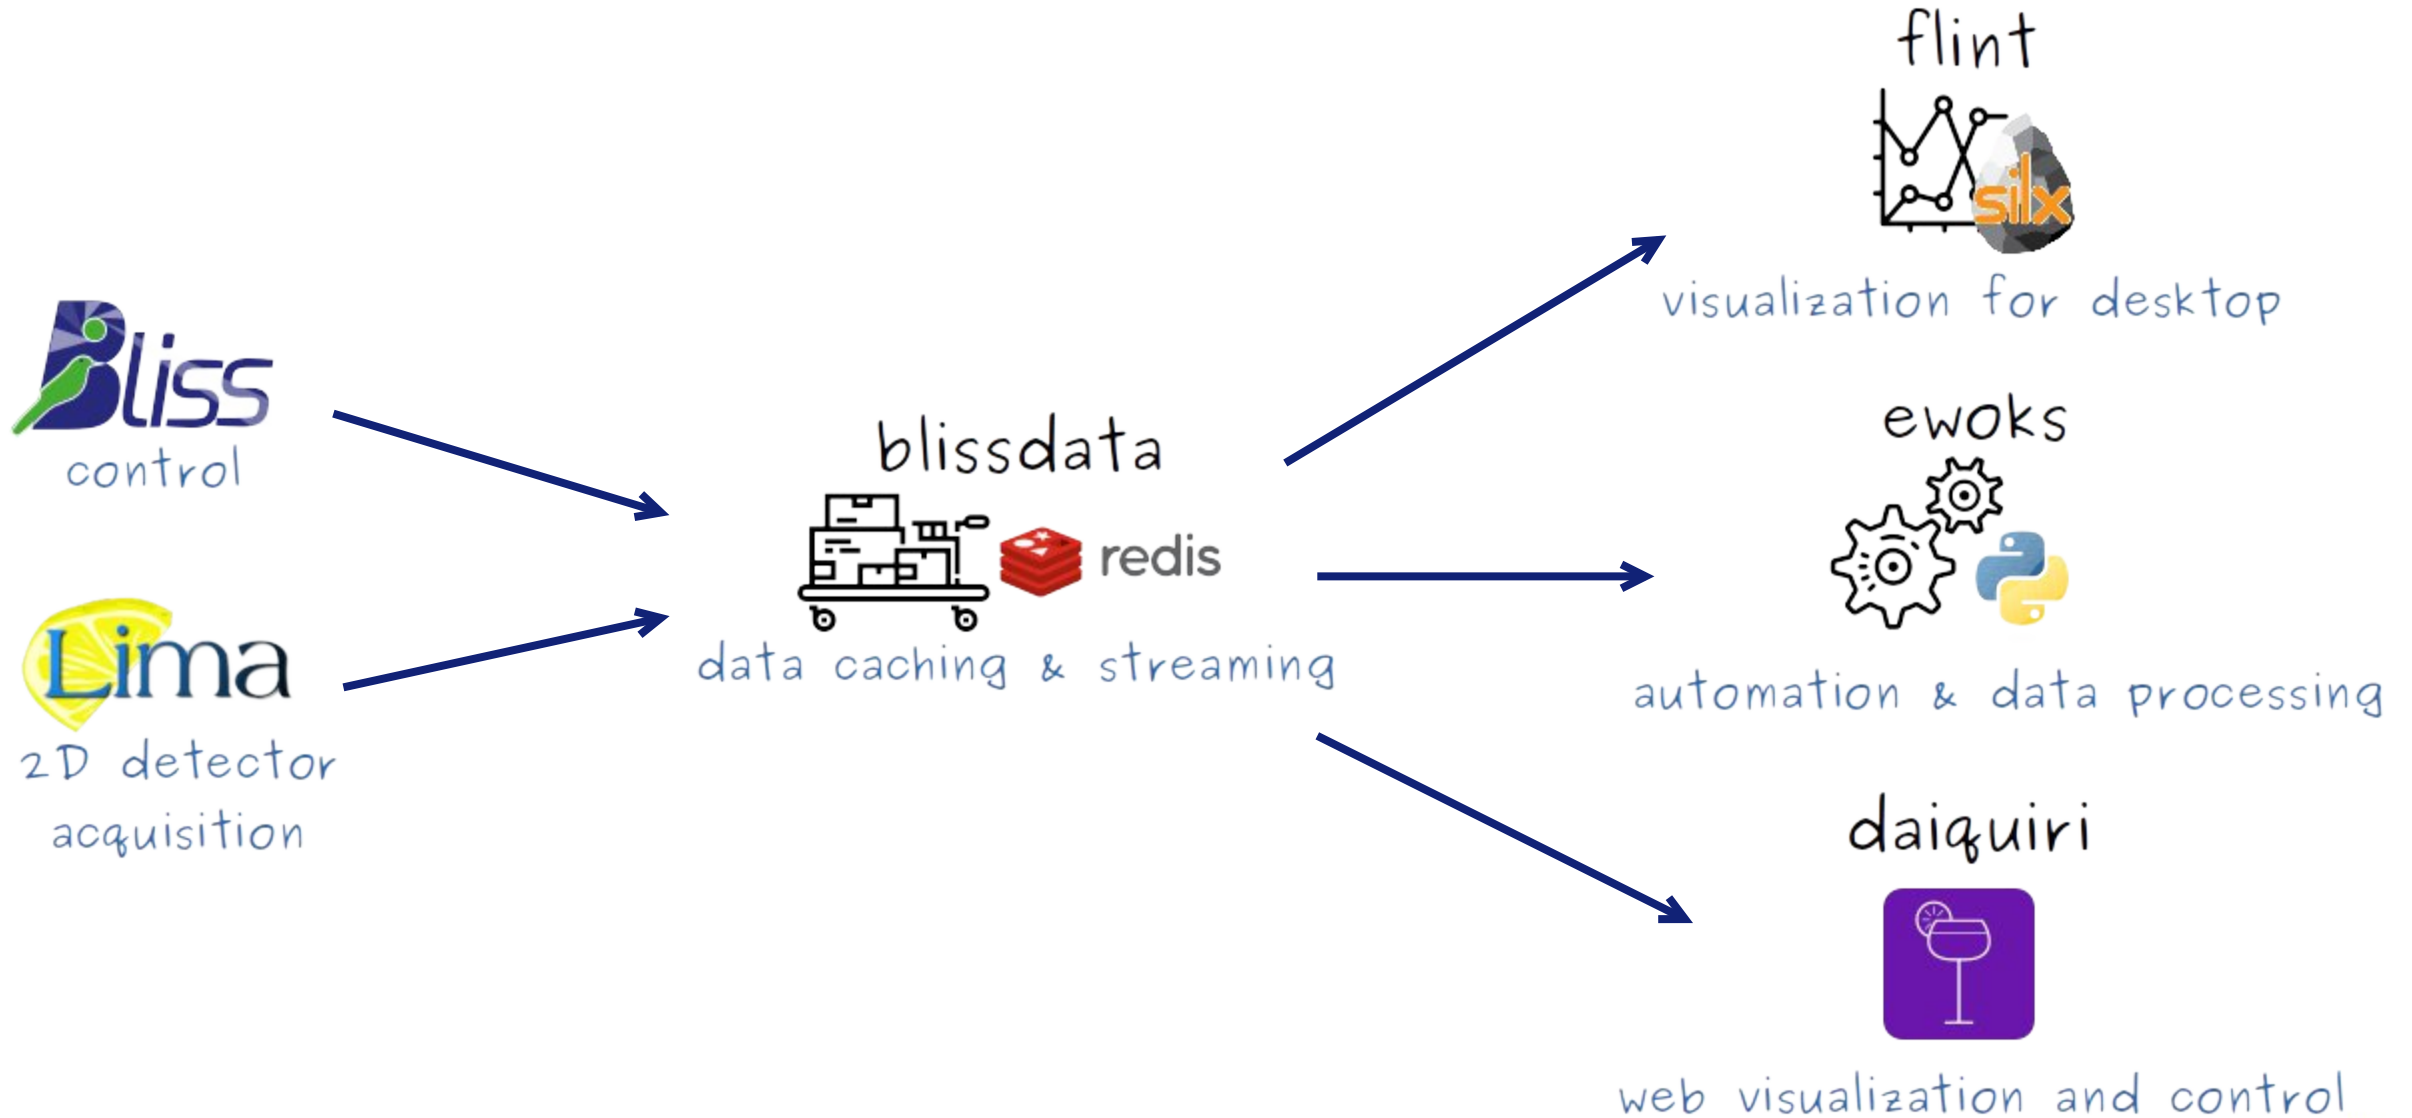 Bliss
control
Lima
2D detector
acquisition
blissdata
redis
data caching & streaming
flint
silx
visualization for desktop
ewoks
automation & data processing
daiquiri
web visualization and control